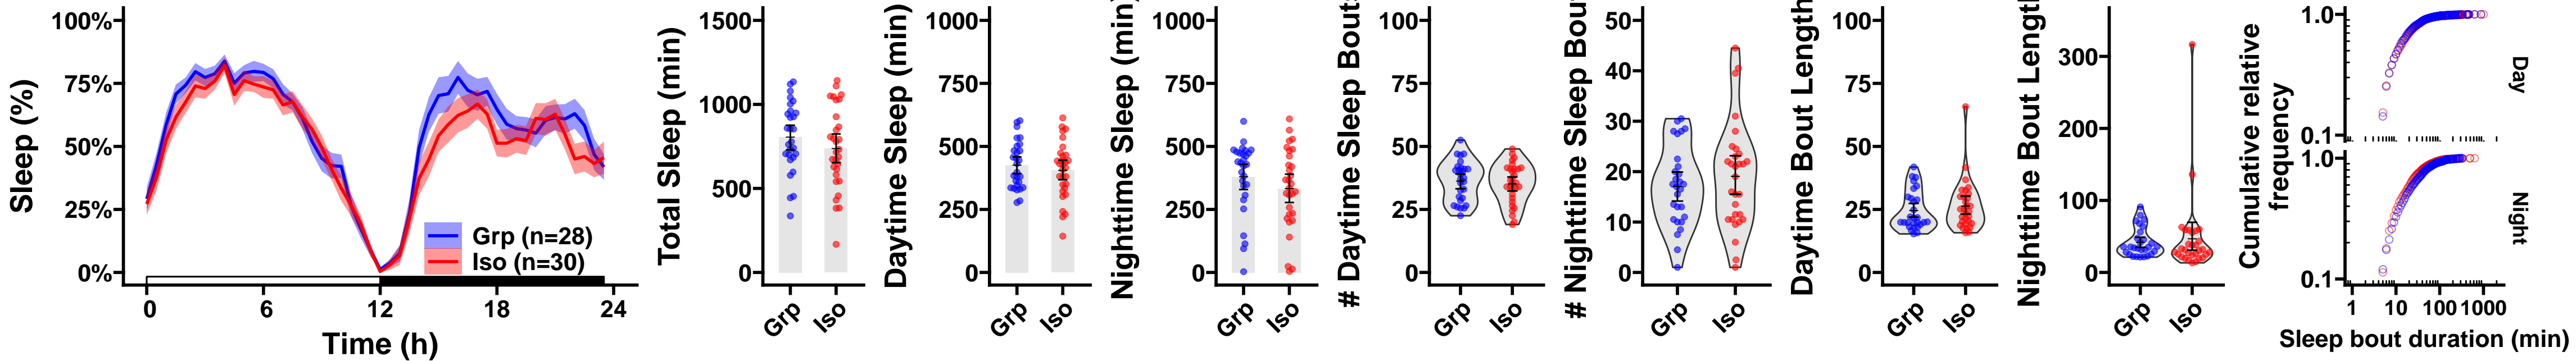 Sleep (%)
100%
75%
50%
25%
0%
0 6 12 18 24
Time (h)
Grp (n=28)
Iso (n=30)
Total Sleep (min)
1500
1000
500
0
Grp Iso
Daytime Sleep (min)
1000
750
500
250
0
Grp Iso
Nighttime Sleep (min)
1000
750
500
250
0
Grp Iso
# Daytime Sleep Bouts
100
75
50
25
0
Grp Iso
# Nighttime Sleep Bou
50
40
30
20
10
0
Grp Iso
Daytime Bout Length
100
75
50
25
0
Grp Iso
Nighttime Bout Lengt
300
200
100
0
Grp Iso
Cumulative relative
frequency
1.0
0.1
Day
1.0
0.1
Night
1 10 100 1000
Sleep bout duration (min)